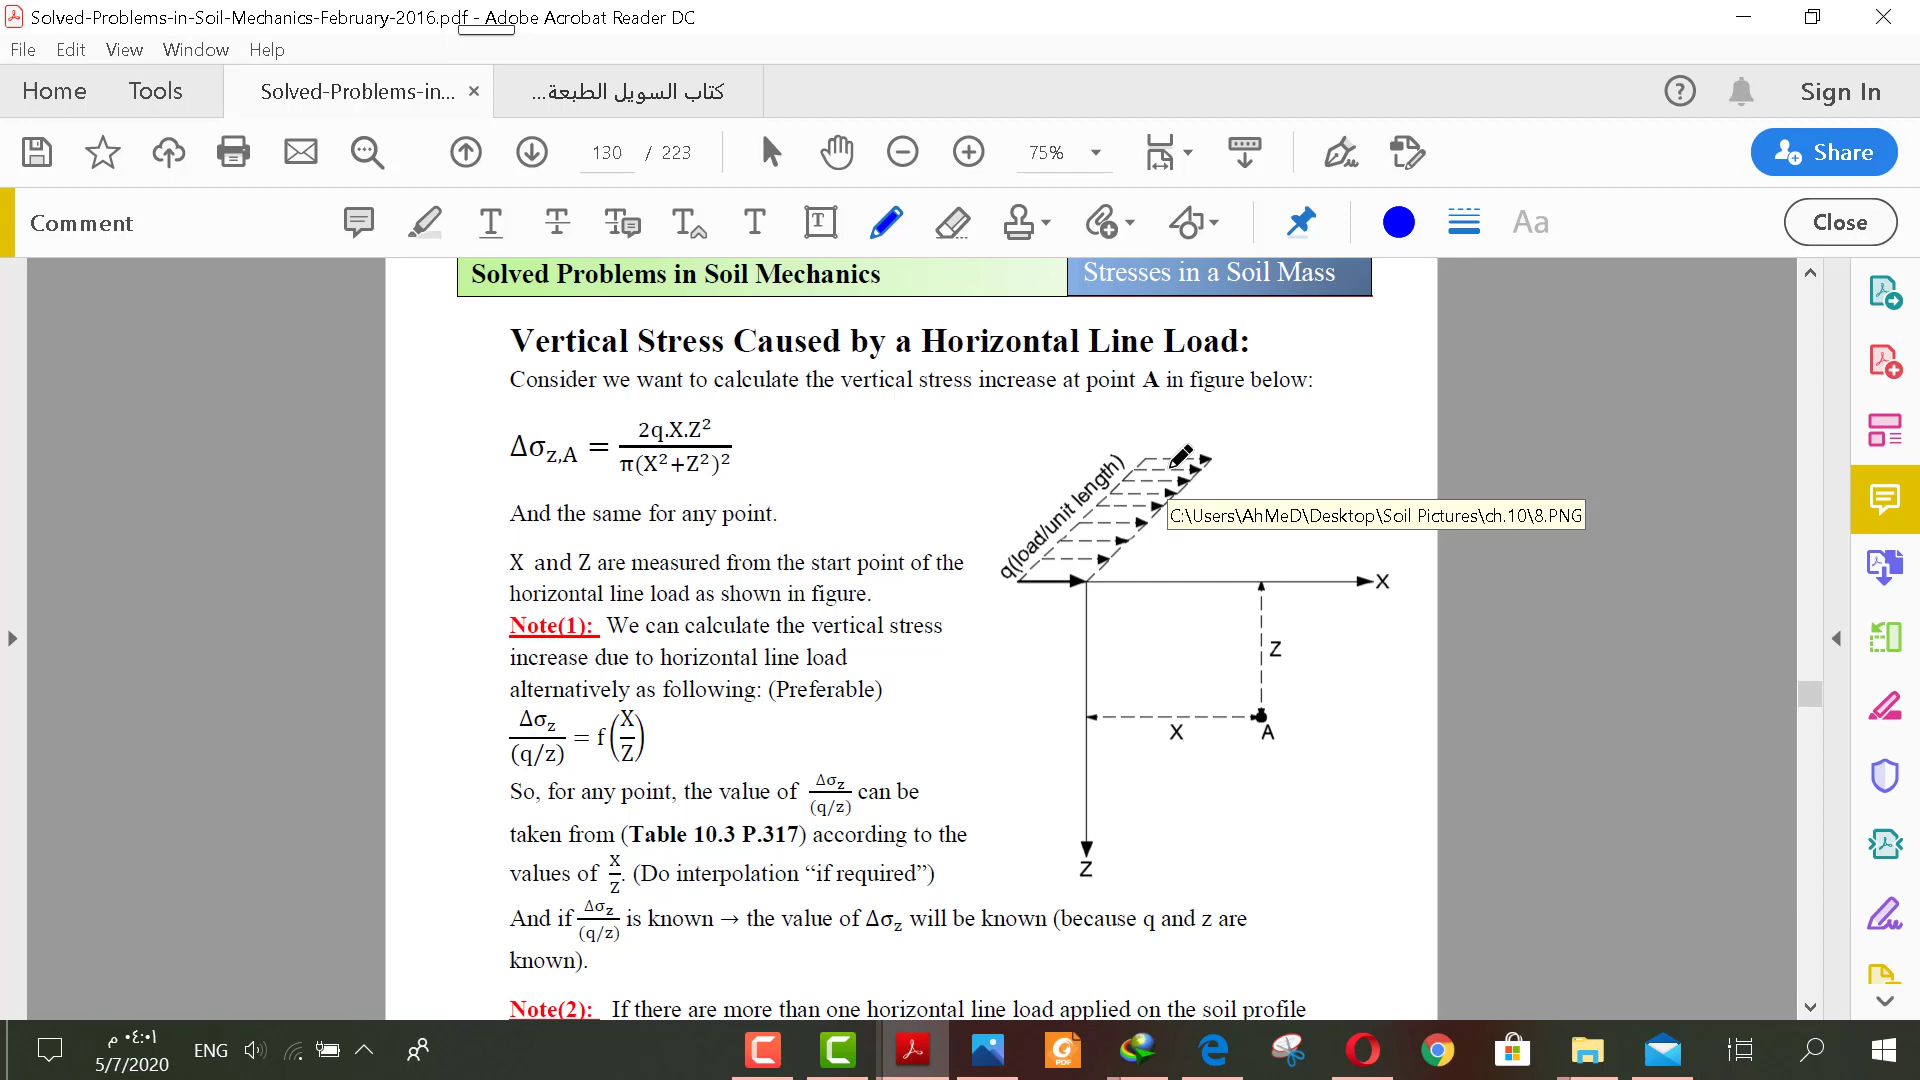 Solved-Problems-in-Soil-Mechanics-February-2016.pdf - Adobe Acrobat Reader DC
File Edit View Window Help
Home Tools Solved-Problems-in... × كتاب السويل الطبعة... Sign In
130 / 223 75% Share
Comment Aa Close
Solved Problems in Soil Mechanics Stresses in a Soil Mass
Vertical Stress Caused by a Horizontal Line Load:
Consider we want to calculate the vertical stress increase at point A in figure below:
Δσz,A = 2q.X.Z² / π(X²+Z²)²
And the same for any point.
X and Z are measured from the start point of the
horizontal line load as shown in figure.
Note(1): We can calculate the vertical stress
increase due to horizontal line load
alternatively as following: (Preferable)
Δσz/(q/z) = f(X/Z)
So, for any point, the value of Δσz/(q/z) can be
taken from (Table 10.3 P.317) according to the
values of X/Z. (Do interpolation “if required”)
And if Δσz/(q/z) is known → the value of Δσz will be known (because q and z are
known).
Note(2): If there are more than one horizontal line load applied on the soil profile
q(load/unit length)
C:\Users\AhMeD\Desktop\Soil Pictures\ch.10\8.PNG
X
Z
X
A
Z
٠٤:٠١ م
5/7/2020
ENG
PDF